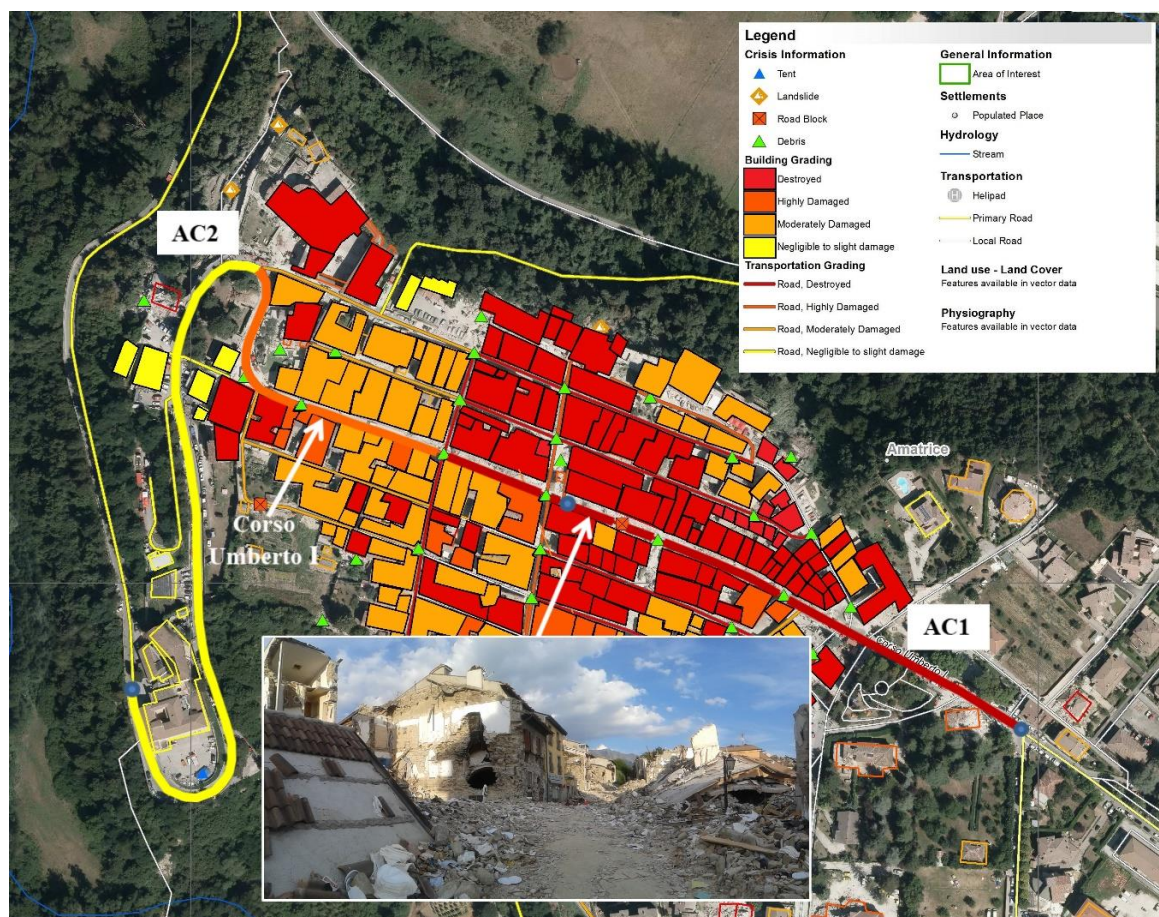 Legend
Crisis Information
Tent
Landslide
Road Block
Debris
Building Grading
Destroyed
Highly Damaged
Moderately Damaged
Negligible to slight damage
Transportation Grading
Road, Destroyed
Road, Highly Damaged
Road, Moderately Damaged
Road, Negligible to slight damage
General Information
Area of Interest
Settlements
Populated Place
Hydrology
Stream
Transportation
H
Helipad
Primary Road
Local Road
Land use - Land Cover
Features available in vector data
Physiography
Features available in vector data
AC2
Amatrice
Corso
Umberto I
AC1
Corso Umberto I